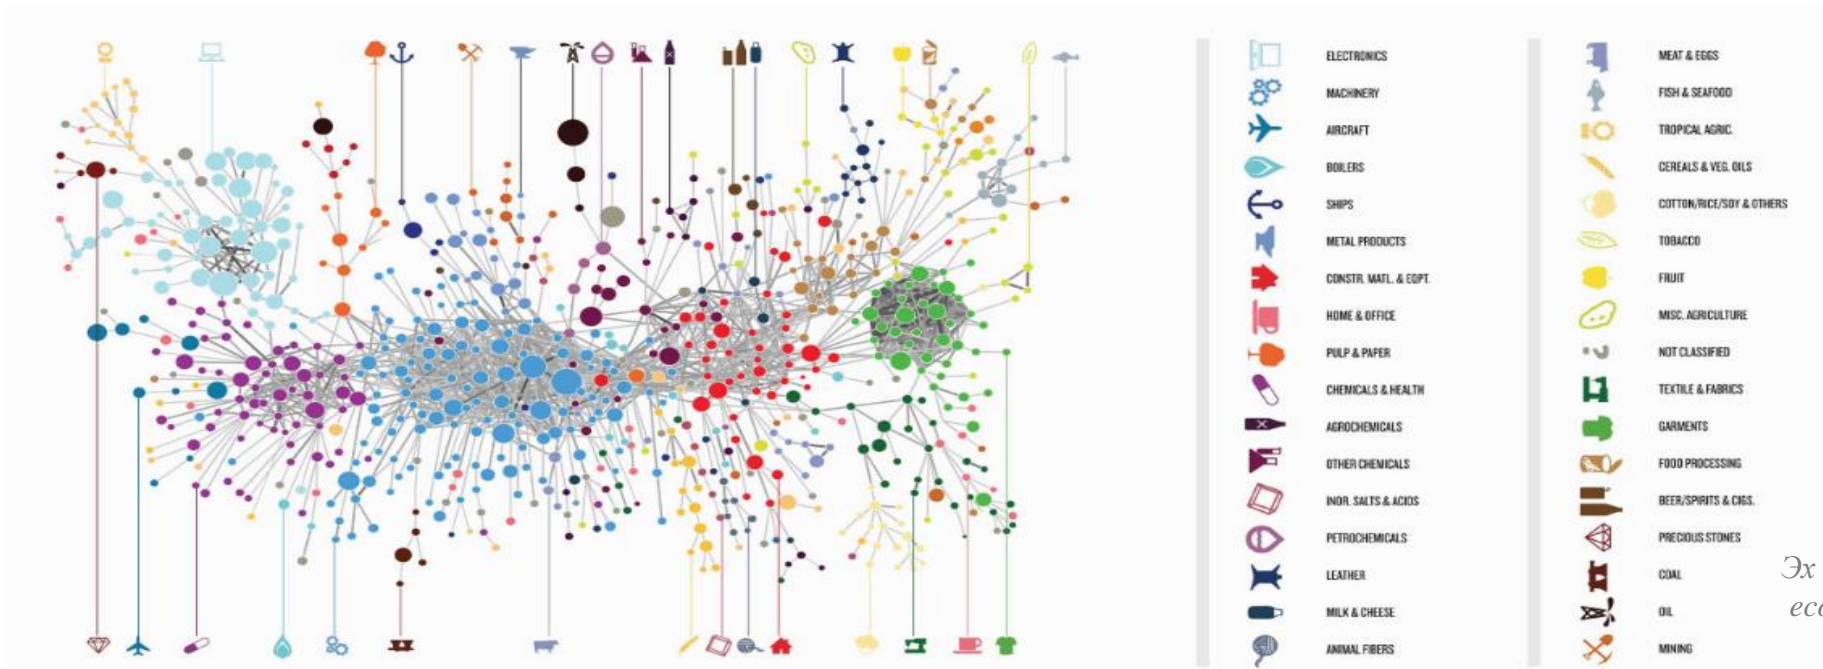 ELECTRONICS
MACHINERY
AIRCRAFT
BOILERS
SHIPS
METAL PRODUCTS
CONSTR. MATL. & EQPT.
HOME & OFFICE
PULP & PAPER
CHEMICALS & HEALTH
AGROCHEMICALS
OTHER CHEMICALS
INOR. SALTS & ACIDS
PETROCHEMICALS
LEATHER
MILK & CHEESE
ANIMAL FIBERS
MEAT & EGGS
FISH & SEAFOOD
TROPICAL AGRIC.
CEREALS & VEG. OILS
COTTON/RICE/SOY & OTHERS
TOBACCO
FRUIT
MISC. AGRICULTURE
NOT CLASSIFIED
TEXTILE & FABRICS
GARMENTS
FOOD PROCESSING
BEER/SPIRITS & CIGS.
PRECIOUS STONES
COAL
OIL
MINING
Эх
eco